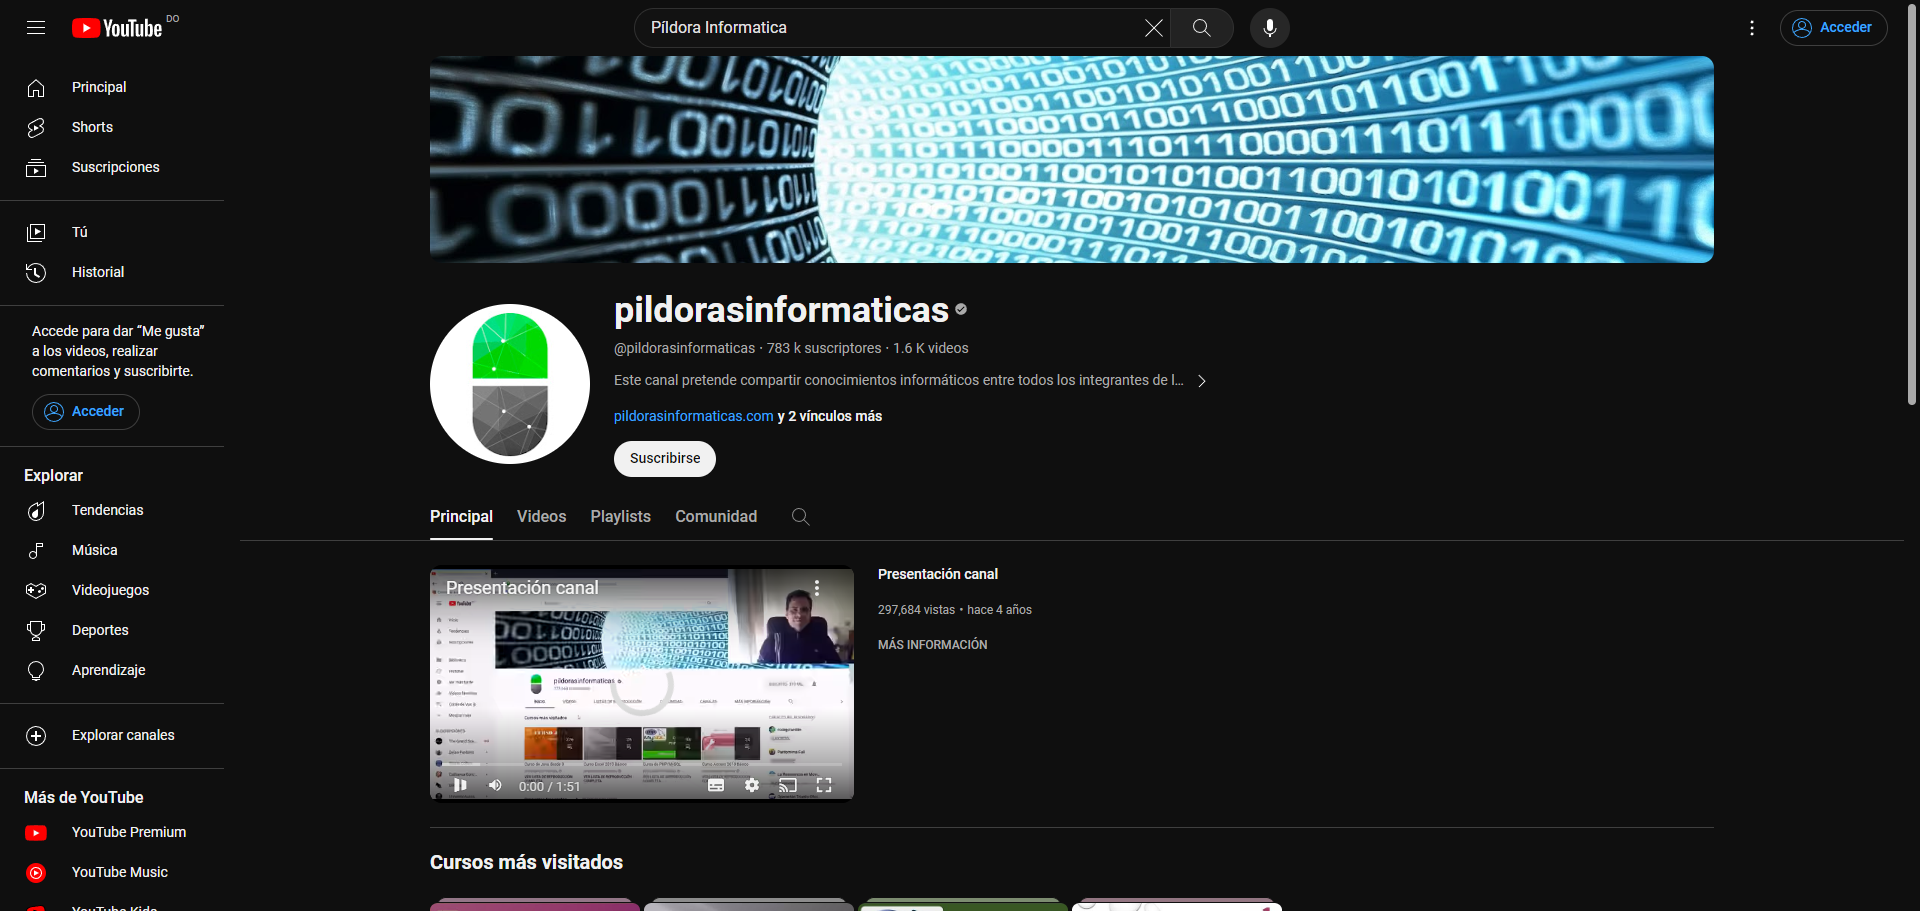 YouTube DO
Píldora Informatica
Acceder
Principal
Shorts
Suscripciones
Tú
Historial
Accede para dar “Me gusta”
a los videos, realizar
comentarios y suscribirte.
Acceder
Explorar
Tendencias
Música
Videojuegos
Deportes
Aprendizaje
Explorar canales
Más de YouTube
YouTube Premium
YouTube Music
YouTube Kids
pildorasinformaticas
@pildorasinformaticas · 783 k suscriptores · 1.6 K videos
Este canal pretende compartir conocimientos informáticos entre todos los integrantes de l...
pildorasinformaticas.com y 2 vínculos más
Suscribirse
Principal Videos Playlists Comunidad
Presentación canal
pildorasinformaticas
Cursos más visitados
0:00 / 1:51
Presentación canal
297,684 vistas • hace 4 años
MÁS INFORMACIÓN
Cursos más visitados